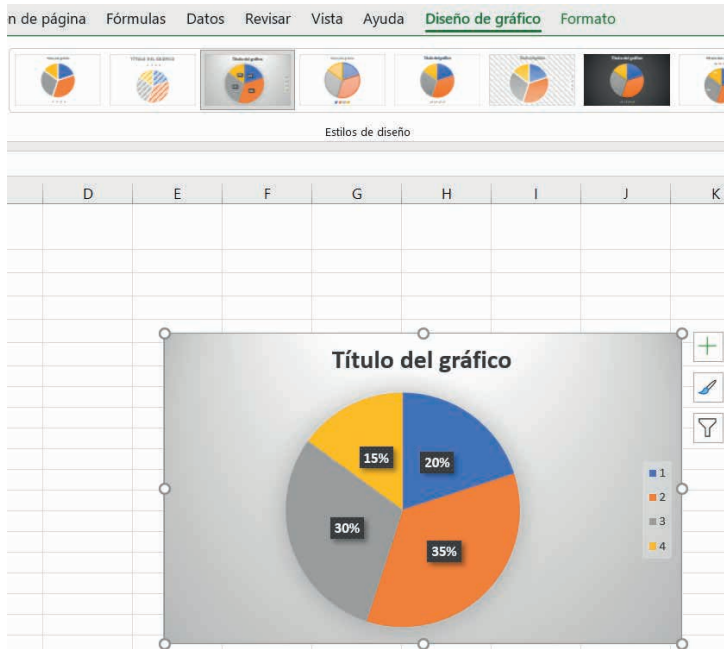 n de página Fórmulas Datos Revisar Vista Ayuda Diseño de gráfico Formato
Estilos de diseño
D E F G H I J K
Título del gráfico
15% 20%
30%
35%
1
2
3
4